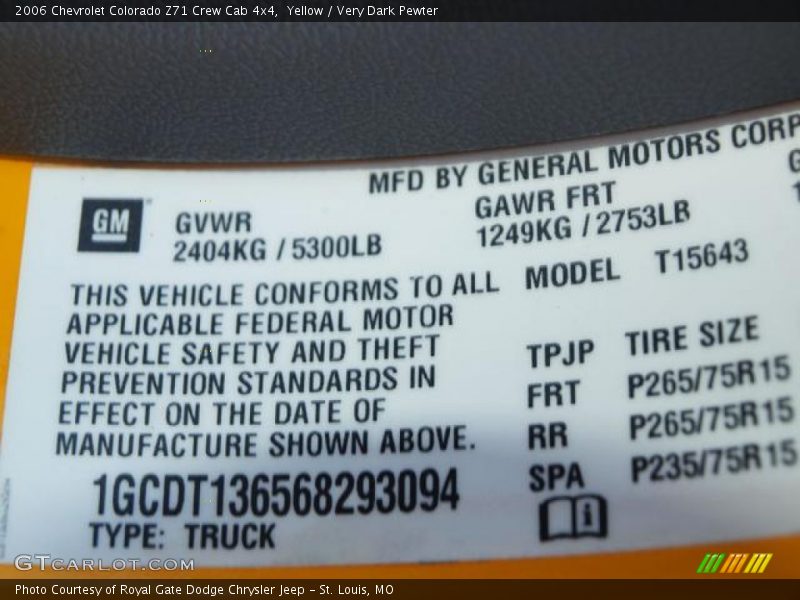 2006 Chevrolet Colorado Z71 Crew Cab 4x4,  Yellow / Very Dark Pewter
MFD BY GENERAL MOTORS CORP
GM
GVWR
2404KG / 5300LB
GAWR FRT
1249KG / 2753LB
THIS VEHICLE CONFORMS TO ALL
APPLICABLE FEDERAL MOTOR
VEHICLE SAFETY AND THEFT
PREVENTION STANDARDS IN
EFFECT ON THE DATE OF
MANUFACTURE SHOWN ABOVE.
MODEL T15643
TPJP TIRE SIZE
FRT P265/75R15
RR P265/75R15
SPA P235/75R15
1GCDT136568293094
TYPE: TRUCK
GTcarlot.com
Photo Courtesy of Royal Gate Dodge Chrysler Jeep - St. Louis, MO